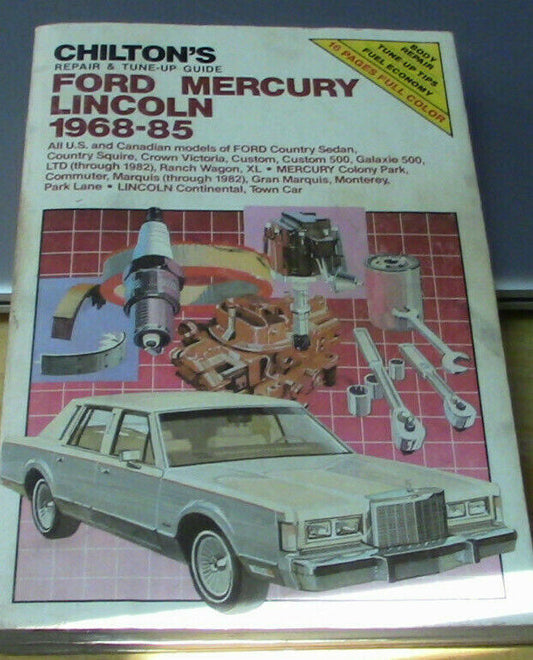 CHILTON'S
REPAIR & TUNE-UP GUIDE
FORD MERCURY
LINCOLN
1968-85
All U.S. and Canadian models of FORD Country Sedan,
Country Squire, Crown Victoria, Custom, Custom 500, Galaxie 500,
LTD (through 1982), Ranch Wagon, XL • MERCURY Colony Park,
Commuter, Marquis (through 1982), Gran Marquis, Monterey,
Park Lane • LINCOLN Continental, Town Car
BODY
REPAIR
TUNE-UP TIPS
FUEL ECONOMY
16 PAGES FULL COLOR